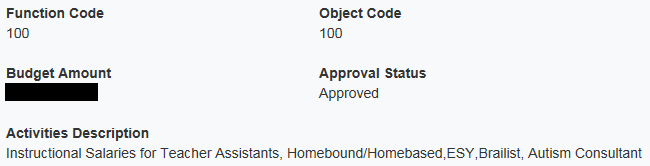 Function Code Object Code
100 100
Budget Amount Approval Status
Approved
Activities Description
Instructional Salaries for Teacher Assistants, Homebound/Homebased,ESY,Brailist, Autism Consultant